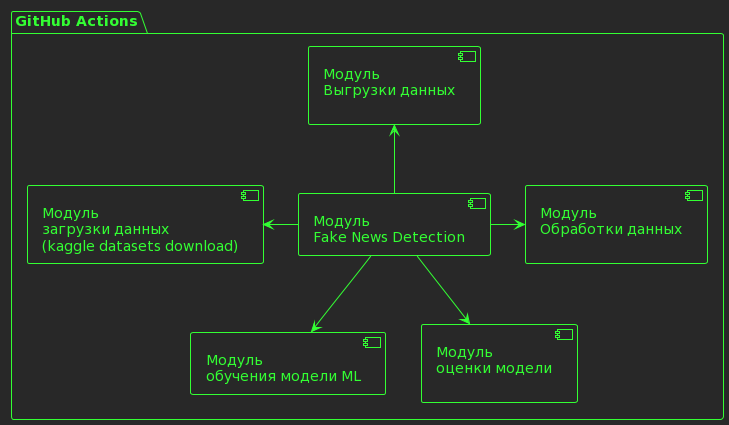 GitHub Actions
Модуль
Выгрузки данных
Модуль
загрузки данных
(kaggle datasets download)
Модуль
Fake News Detection
Модуль
Обработки данных
Модуль
обучения модели ML
Модуль
оценки модели